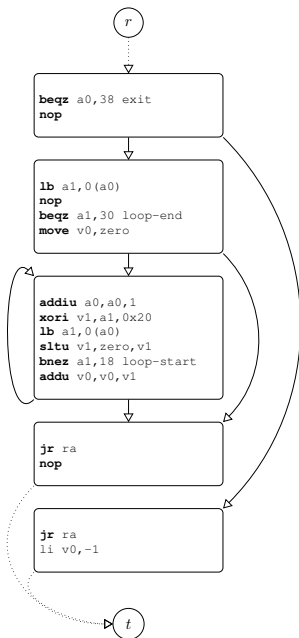 r
beqz a0,38 exit
nop
lb a1,0(a0)
nop
beqz a1,30 loop-end
move v0,zero
addiu a0,a0,1
xori v1,a1,0x20
lb a1,0(a0)
sltu v1,zero,v1
bnez a1,18 loop-start
addu v0,v0,v1
jr ra
nop
jr ra
li v0,-1
t